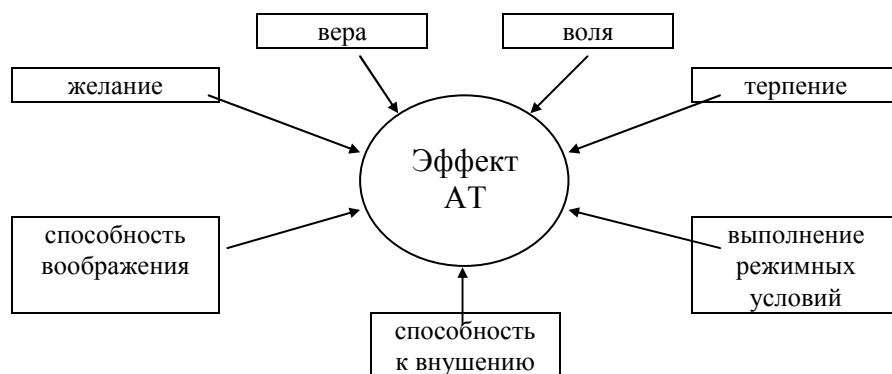 вера
воля
желание
терпение
Эффект
АТ
способность
воображения
выполнение
режимных
условий
способность
к внушению